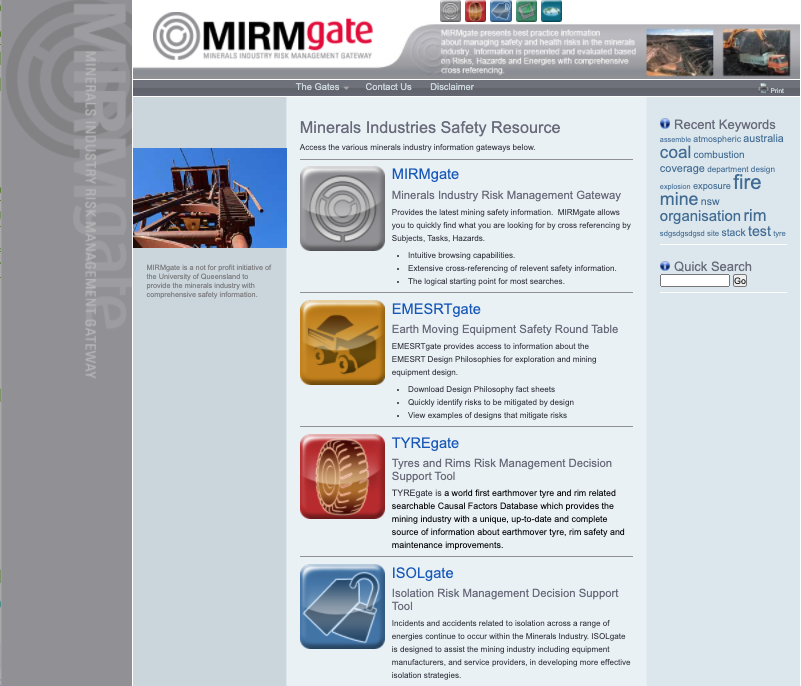 MIRMgate
MINERALS INDUSTRY RISK MANAGEMENT GATEWAY
MIRMgate presents best practice information
about managing safety and health risks in the minerals
industry. Information is presented and evaluated based
on Risks, Hazards and Energies with comprehensive
cross referencing.
The Gates
Contact Us
Disclaimer
Print
MIRMgate
MINERALS INDUSTRY RISK MANAGEMENT GATEWAY
MIRMgate is a not for profit initiative of
the University of Queensland to
provide the minerals industry with
comprehensive safety information.
Minerals Industries Safety Resource
Access the various minerals industry information gateways below.
MIRMgate
Minerals Industry Risk Management Gateway
Provides the latest mining safety information. MIRMgate allows
you to quickly find what you are looking for by cross referencing by
Subjects, Tasks, Hazards.
• Intuitive browsing capabilities.
• Extensive cross-referencing of relevent safety information.
• The logical starting point for most searches.
EMESRTgate
Earth Moving Equipment Safety Round Table
EMESRTgate provides access to information about the
EMESRT Design Philosophies for exploration and mining
equipment design.
• Download Design Philosophy fact sheets
• Quickly identify risks to be mitigated by design
• View examples of designs that mitigate risks
TYREgate
Tyres and Rims Risk Management Decision
Support Tool
TYREgate is a world first earthmover tyre and rim related
searchable Causal Factors Database which provides the
mining industry with a unique, up-to-date and complete
source of information about earthmover tyre, rim safety and
maintenance improvements.
ISOLgate
Isolation Risk Management Decision Support
Tool
Incidents and accidents related to isolation across a range of
energies continue to occur within the Minerals Industry. ISOLgate
is designed to assist the mining industry including equipment
manufacturers, and service providers, in developing more effective
isolation strategies.
Recent Keywords
assemble atmospheric australia
coal combustion
coverage department design
explosion exposure fire
mine nsw
organisation rim
sdgsdgsdgsd site stack test tyre
Quick Search
Go